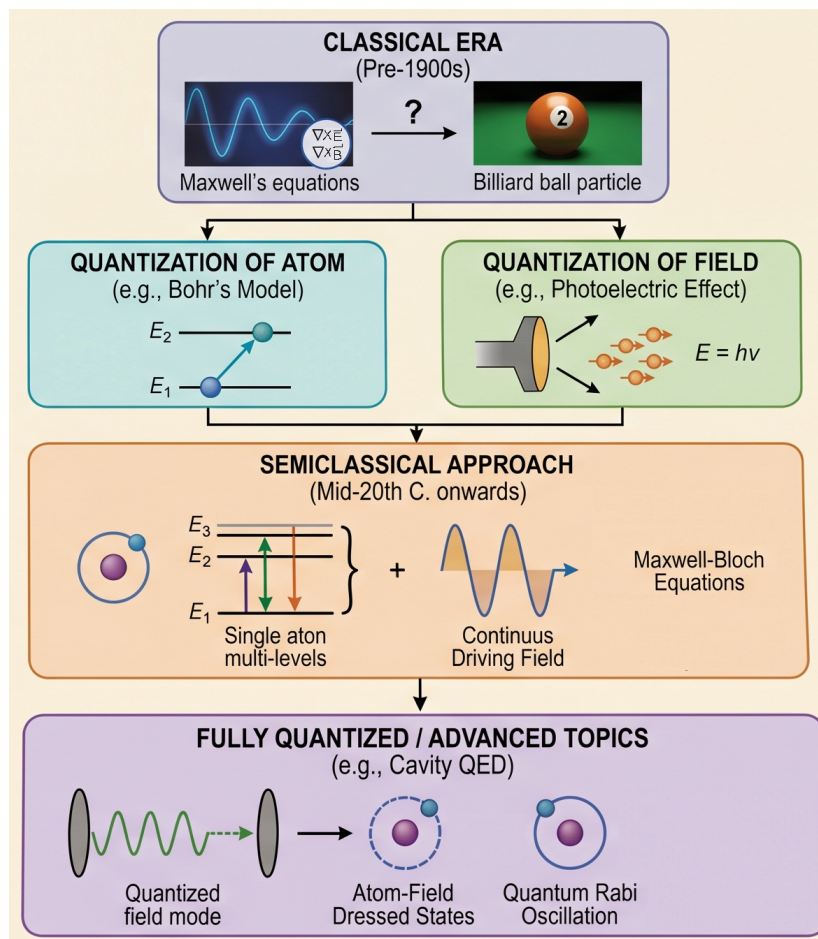 CLASSICAL ERA
(Pre-1900s)
∇×E⃗
∇×B⃗
?
2
Maxwell's equations
Billiard ball particle
QUANTIZATION OF ATOM
(e.g., Bohr's Model)
E₂
E₁
QUANTIZATION OF FIELD
(e.g., Photoelectric Effect)
E = hν
SEMICLASSICAL APPROACH
(Mid-20th C. onwards)
E₃
E₂
E₁
Single aton
multi-levels
+
Continuus
Driving Field
Maxwell-Bloch
Equations
FULLY QUANTIZED / ADVANCED TOPICS
(e.g., Cavity QED)
Quantized
field mode
Atom-Field
Dressed States
Quantum Rabi
Oscillation